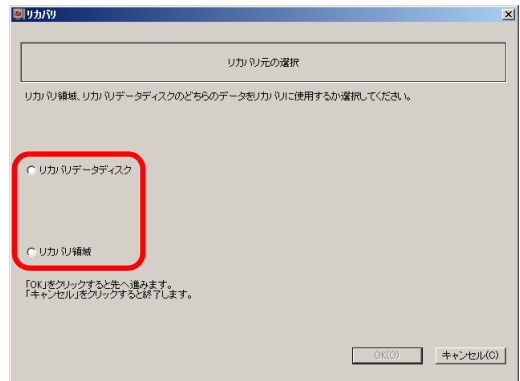 リカバリ
リカバリ元の選択
リカバリ領域、リカバリデータディスクのどちらのデータをリカバリに使用するか選択してください。
リカバリデータディスク
リカバリ領域
「OK」をクリックすると先へ進みます。
「キャンセル」をクリックすると終了します。
OK(O)
キャンセル(C)